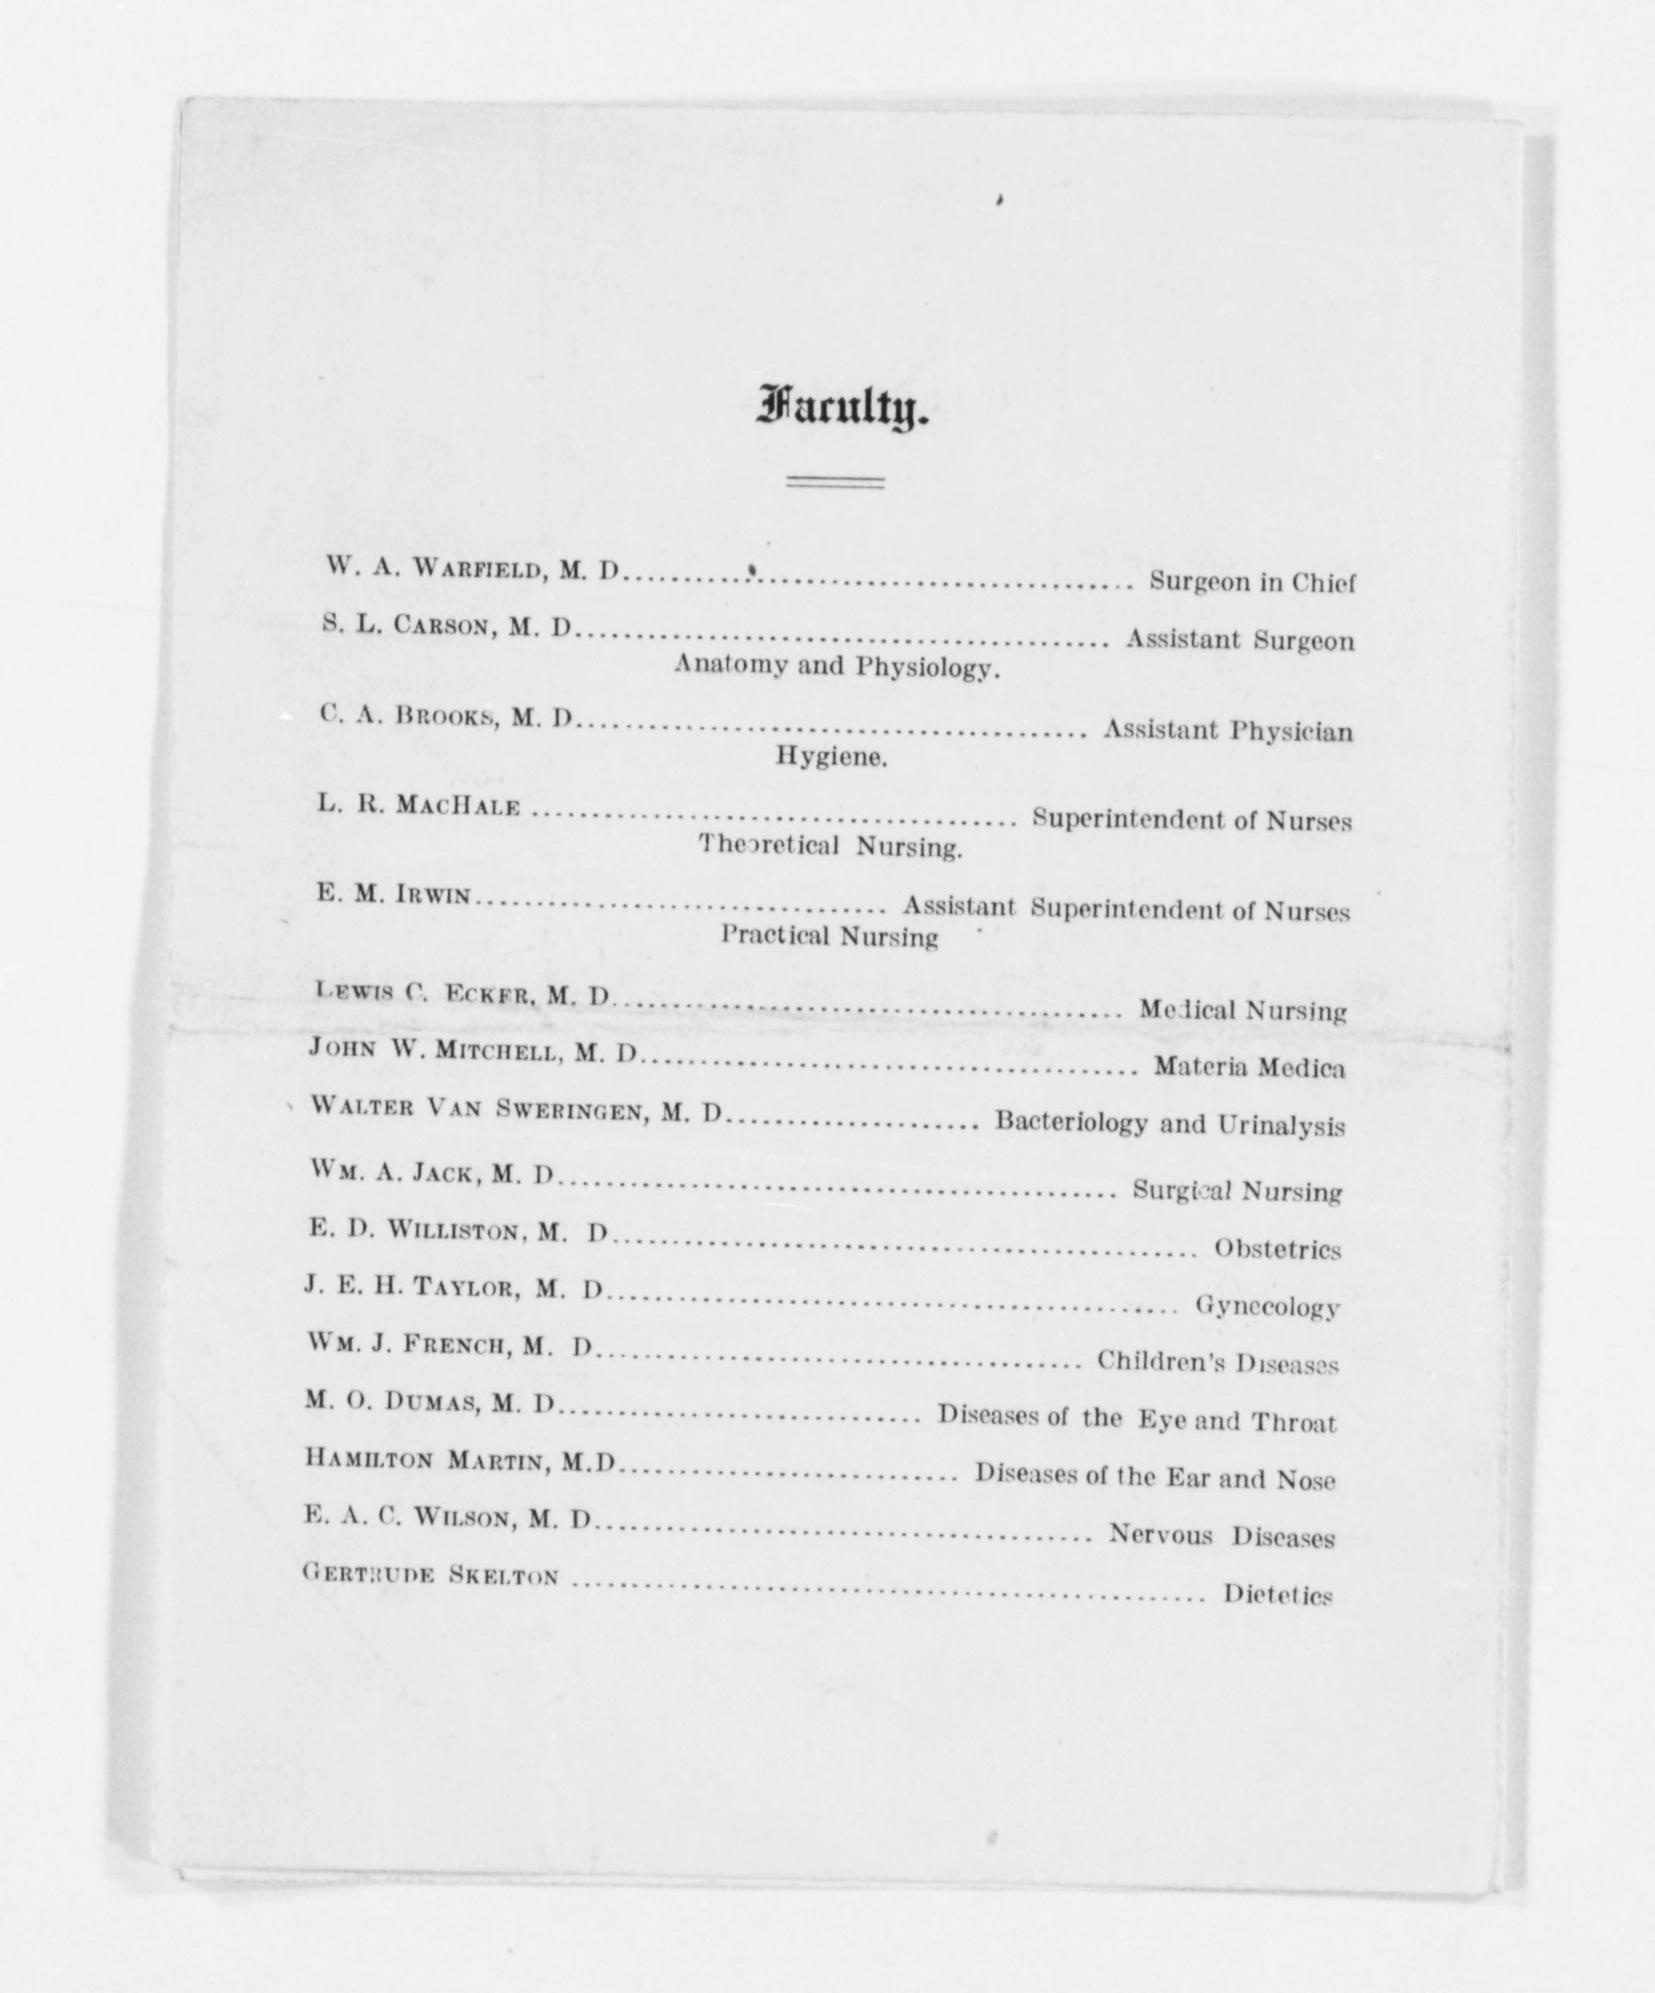 Faculty.
W. A. Warfield, M. D. Surgeon in Chief
S. L. Carson, M. D. Assistant Surgeon
Anatomy and Physiology.
C. A. Brooks, M. D. Assistant Physician
Hygiene.
L. R. MacHale Superintendent of Nurses
Theoretical Nursing.
E. M. Irwin Assistant Superintendent of Nurses
Practical Nursing
Lewis C. Ecker, M. D. Medical Nursing
John W. Mitchell, M. D. Materia Medica
Walter Van Sweringen, M. D. Bacteriology and Urinalysis
Wm. A. Jack, M. D. Surgical Nursing
E. D. Williston, M. D. Obstetrics
J. E. H. Taylor, M. D. Gynecology
Wm. J. French, M. D. Children's Diseases
M. O. Dumas, M. D. Diseases of the Eye and Throat
Hamilton Martin, M.D. Diseases of the Ear and Nose
E. A. C. Wilson, M. D. Nervous Diseases
Gertrude Skelton Dietetics